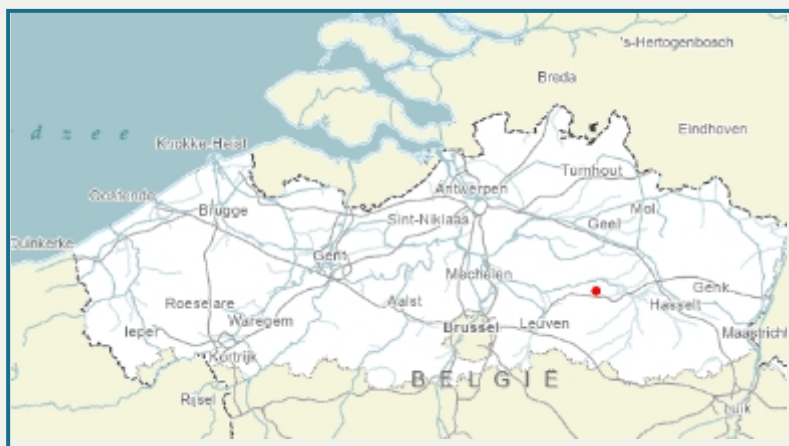 's-Hertogenbosch
Breda
Eindhoven
d z e e
Knokke-Heist
Turnhout
Antwerpen
Oostende
Brugge
Sint-Niklaas
Geel
Mol
Duinkerke
Gent
Mechelen
Genk
Roeselare
Aalst
Hasselt
Ieper
Waregem
Brussel
Leuven
Maastricht
Kortrijk
BELGIË
Rijsel
Luik